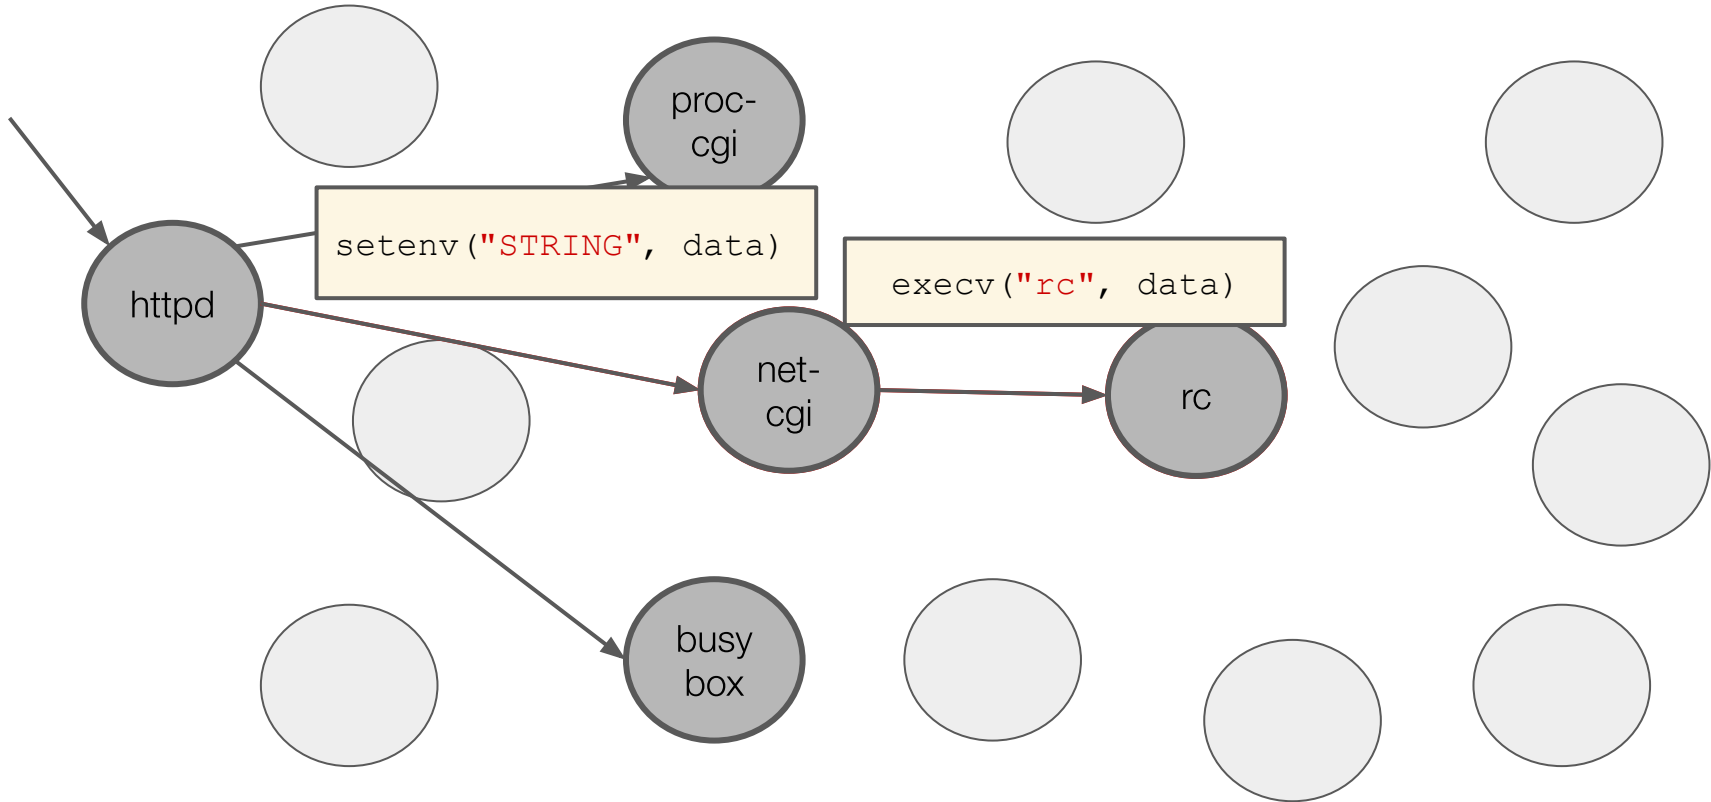 proc-
cgi
setenv("STRING", data)
execv("rc", data)
httpd
net-
cgi
rc
busy
box